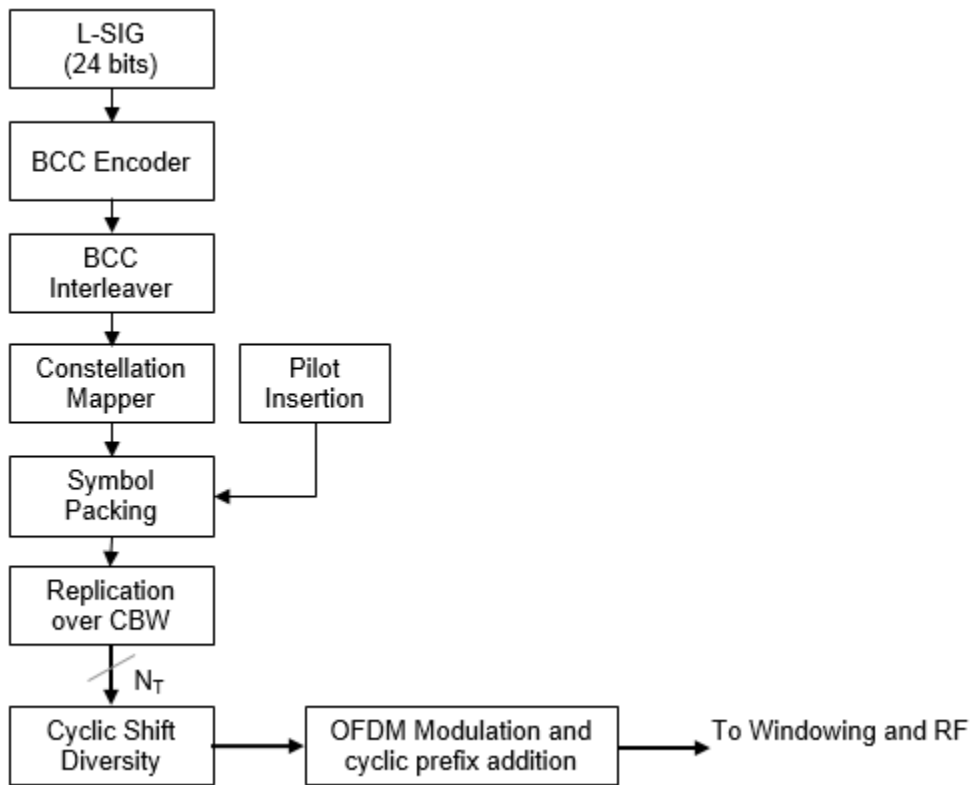 L-SIG
(24 bits)
BCC Encoder
BCC
Interleaver
Constellation
Mapper
Pilot
Insertion
Symbol
Packing
Replication
over CBW
N_T
Cyclic Shift
Diversity
OFDM Modulation and
cyclic prefix addition
To Windowing and RF